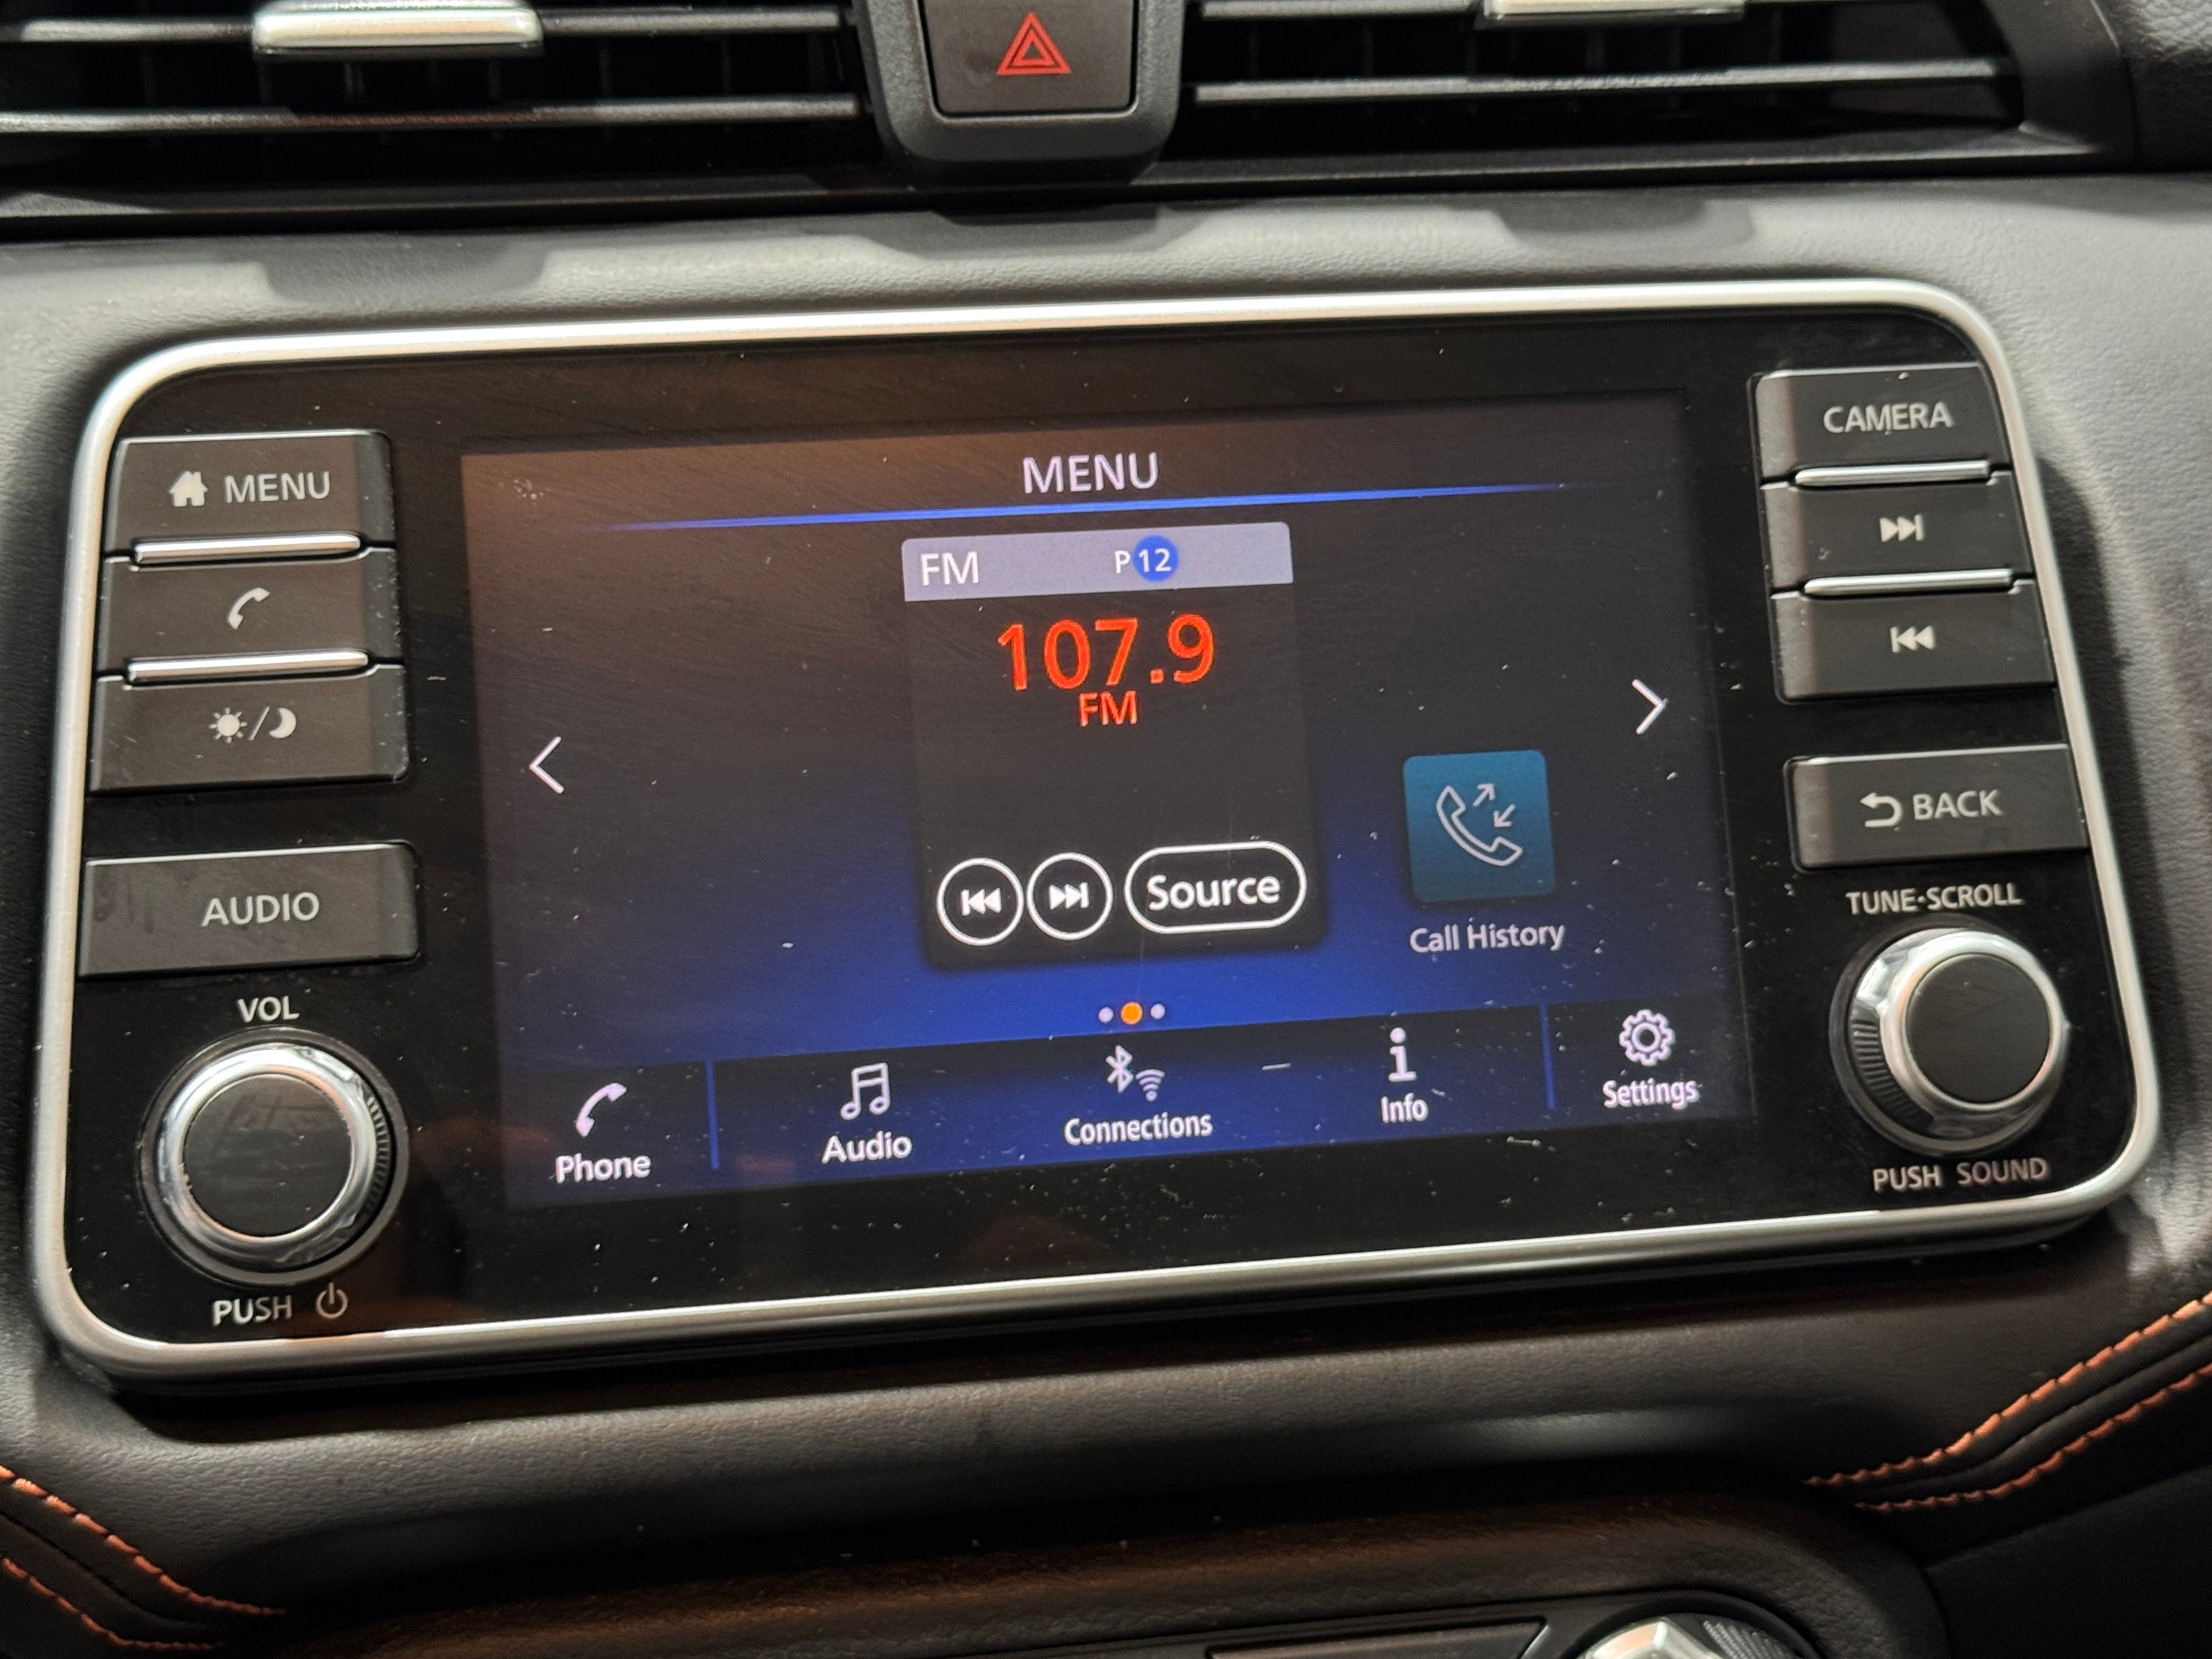 MENU
AUDIO
VOL
PUSH
MENU
FM P 12
107.9
FM
Source
Call History
Phone
Audio
Connections
Info
Settings
CAMERA
BACK
TUNE·SCROLL
PUSH SOUND